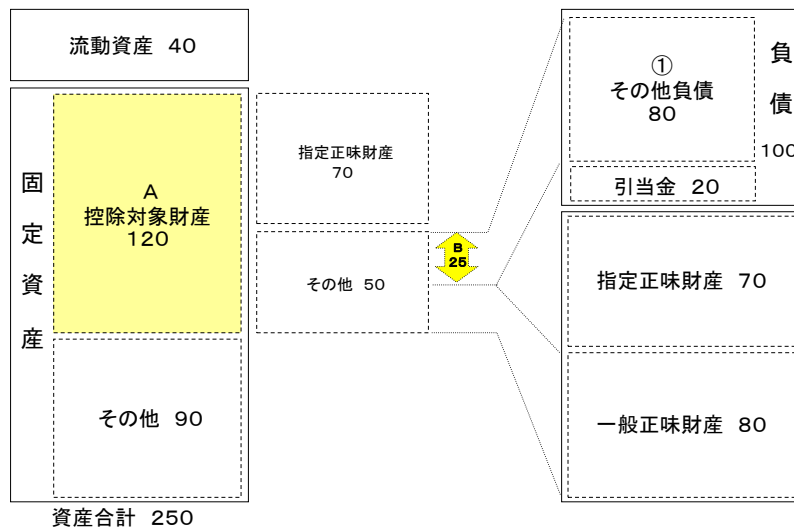 流動資産 40
固定資産
A
控除対象財産
120
その他 90
資産合計 250
指定正味財産
70
その他 50
B
25
①
その他負債
80
負債
100
引当金 20
指定正味財産 70
一般正味財産 80